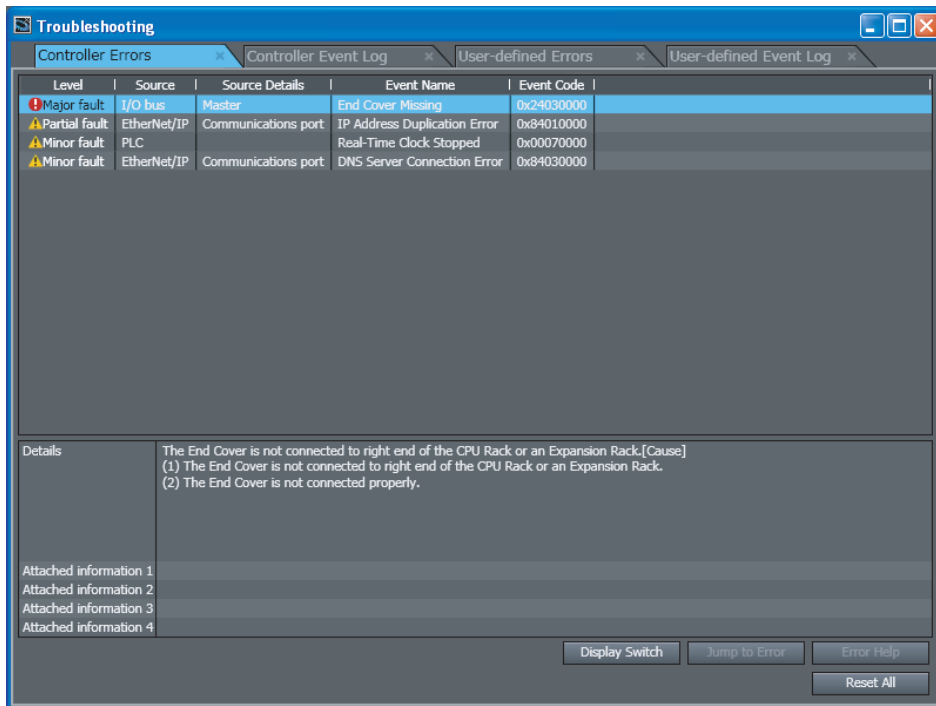 Troubleshooting
Controller Errors Controller Event Log User-defined Errors User-defined Event Log
Level Source Source Details Event Name Event Code
Major fault I/O bus Master End Cover Missing 0x24030000
Partial fault EtherNet/IP Communications port IP Address Duplication Error 0x84010000
Minor fault PLC Real-Time Clock Stopped 0x00070000
Minor fault EtherNet/IP Communications port DNS Server Connection Error 0x84030000
Details The End Cover is not connected to right end of the CPU Rack or an Expansion Rack.[Cause]
(1) The End Cover is not connected to right end of the CPU Rack or an Expansion Rack.
(2) The End Cover is not connected properly.
Attached information 1
Attached information 2
Attached information 3
Attached information 4
Display Switch Jump to Error Error Help
Reset All